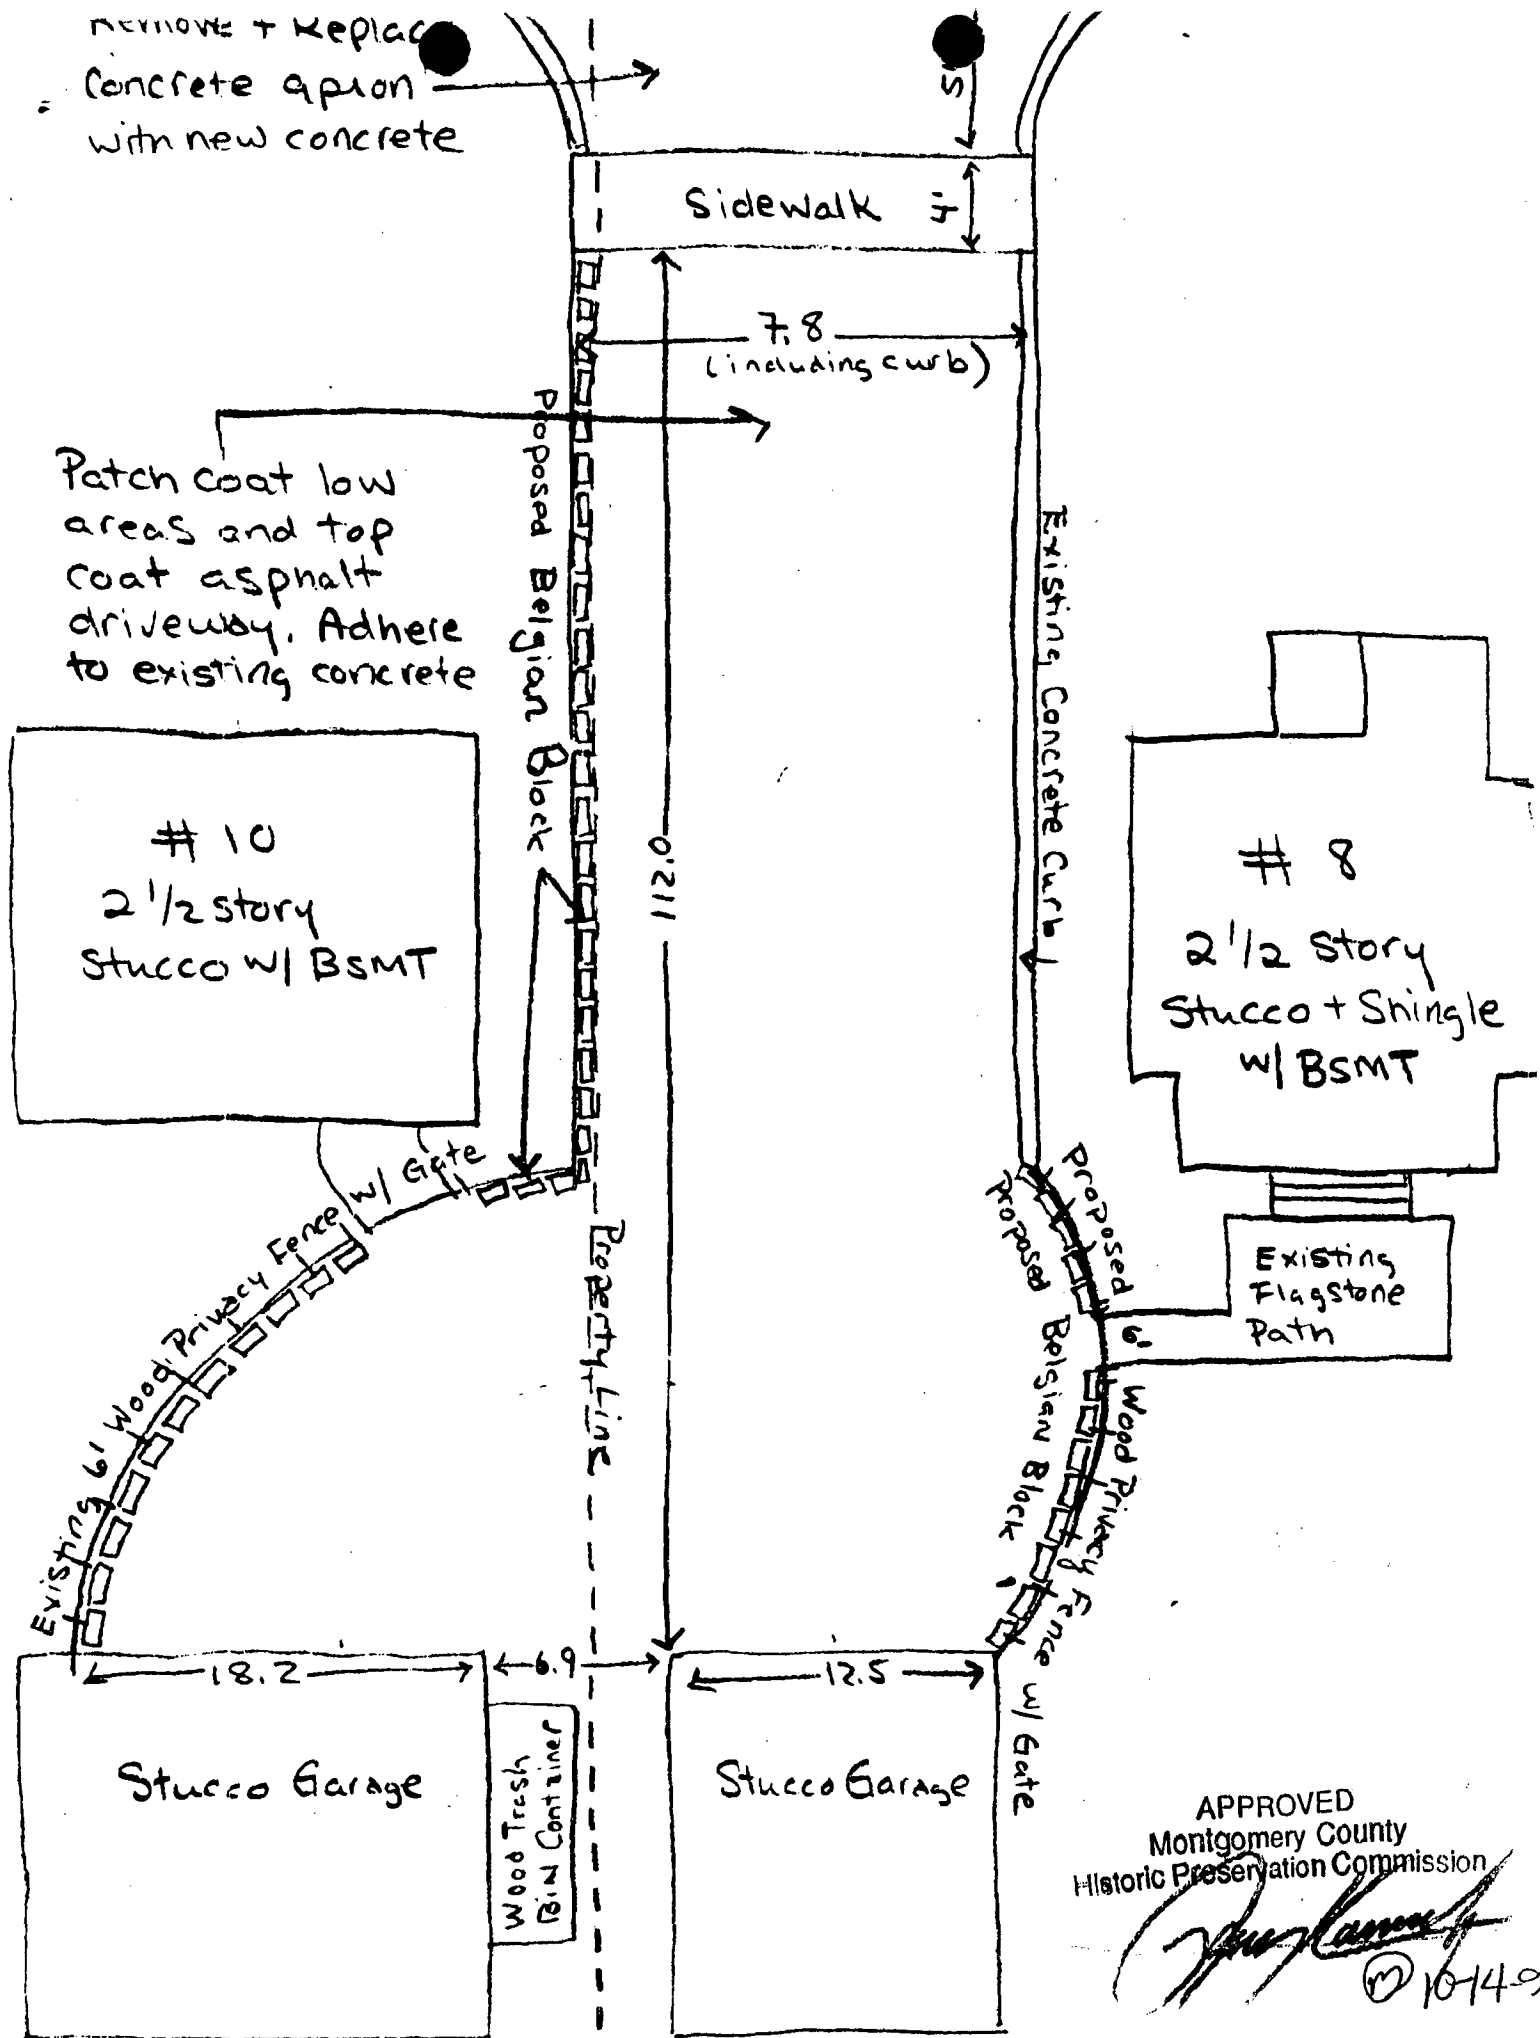 Remove + Replac
Concrete apron
with new concrete
5
Sidewalk
4'
7.8
(including curb)
Proposed Belgian Block
Existing Concrete Curb
Patch coat low
areas and top
coat asphalt
driveway. Adhere
to existing concrete
112.0
# 10
2 1/2 story
Stucco w/ BSMT
# 8
2 1/2 Story
Stucco + Shingle
w/ BSMT
Existing 6' Wood Privacy Fence w/ Gate
Property Line
Proposed 6' Wood Privacy Fence w/ Gate
Proposed Belgian Block
Existing
Flagstone
Path
18.2
6.9
12.5
Stucco Garage
Wood Trash
Bin Container
Stucco Garage
APPROVED
Montgomery County
Historic Preservation Commission
10-14-9